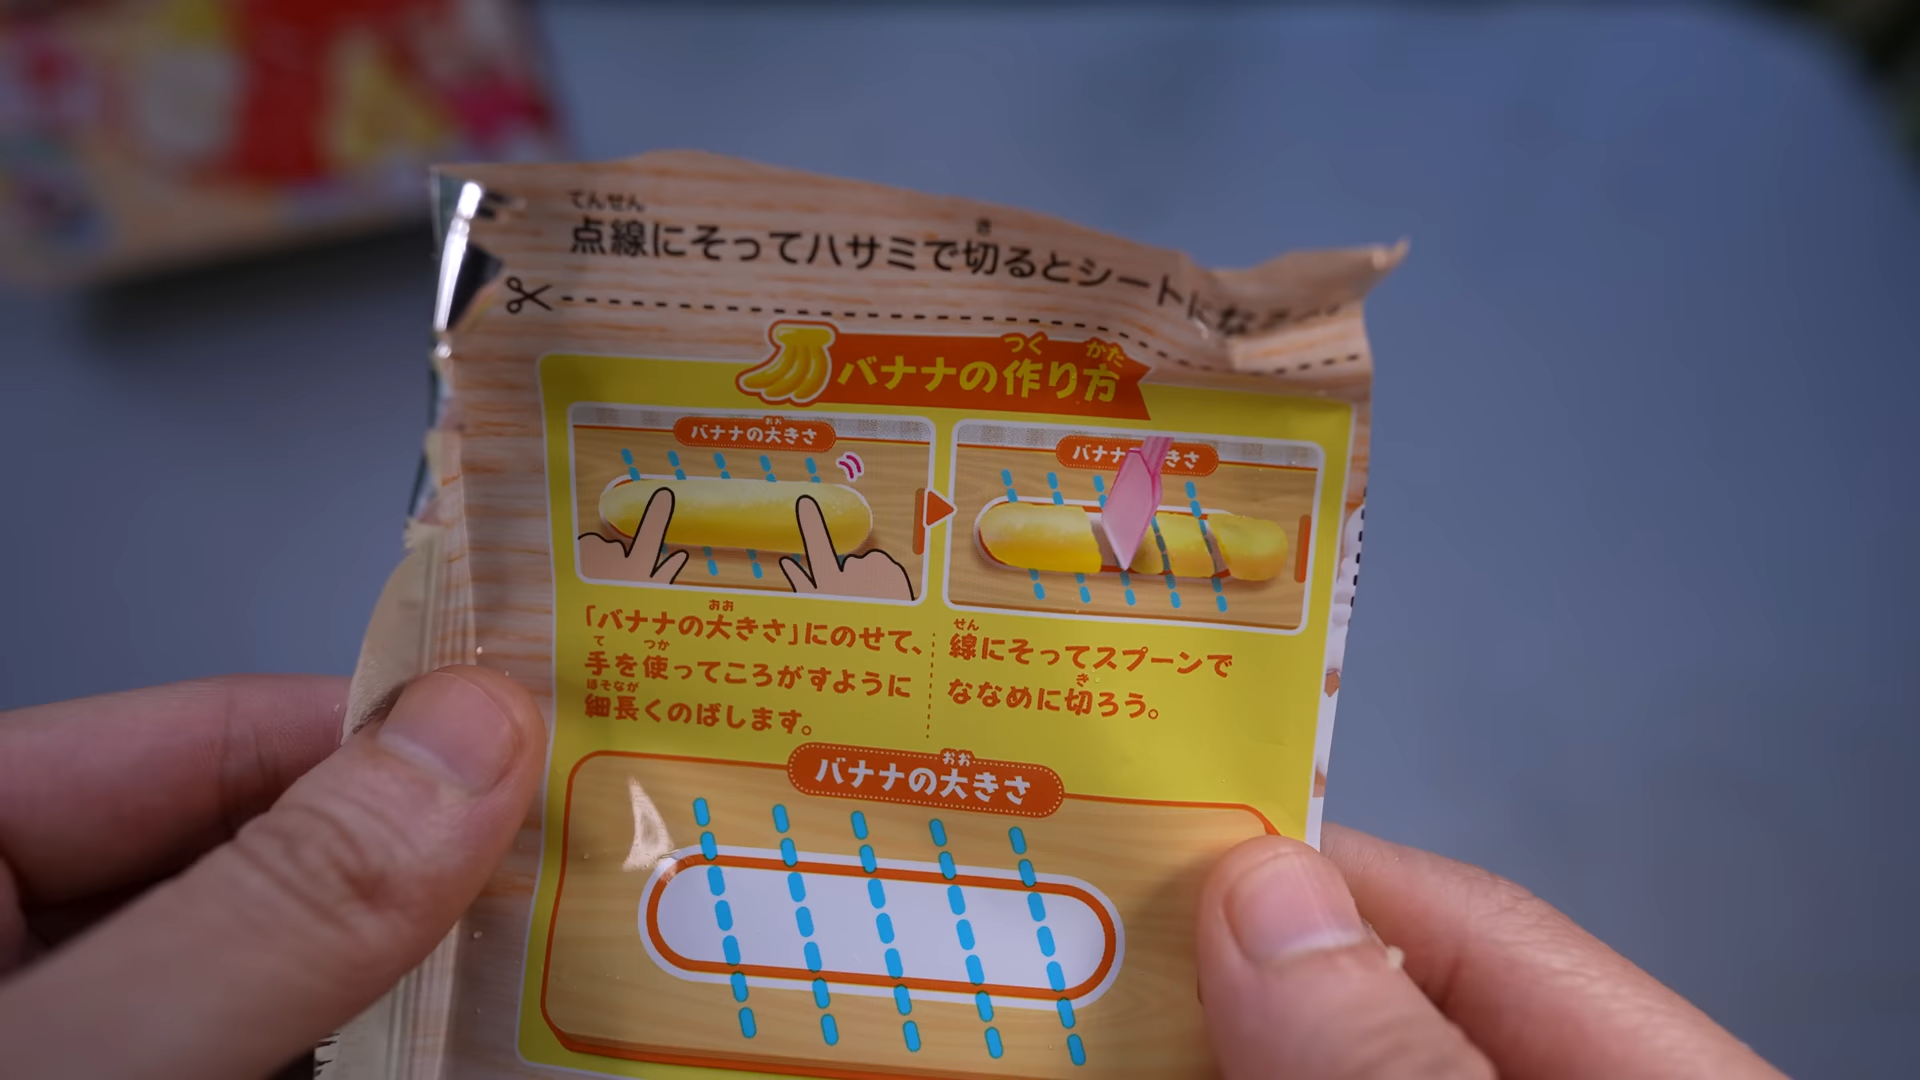 てんせん
き
点線にそってハサミで切るとシートにな
つく かた
バナナの作り方
おお
バナナの大きさ
バナナ きさ
おお
「バナナの大きさ」にのせて、
て つか
手を使ってころがすように
ほそなが
細長くのばします。
せん
線にそってスプーンで
き
ななめに切ろう。
おお
バナナの大きさ